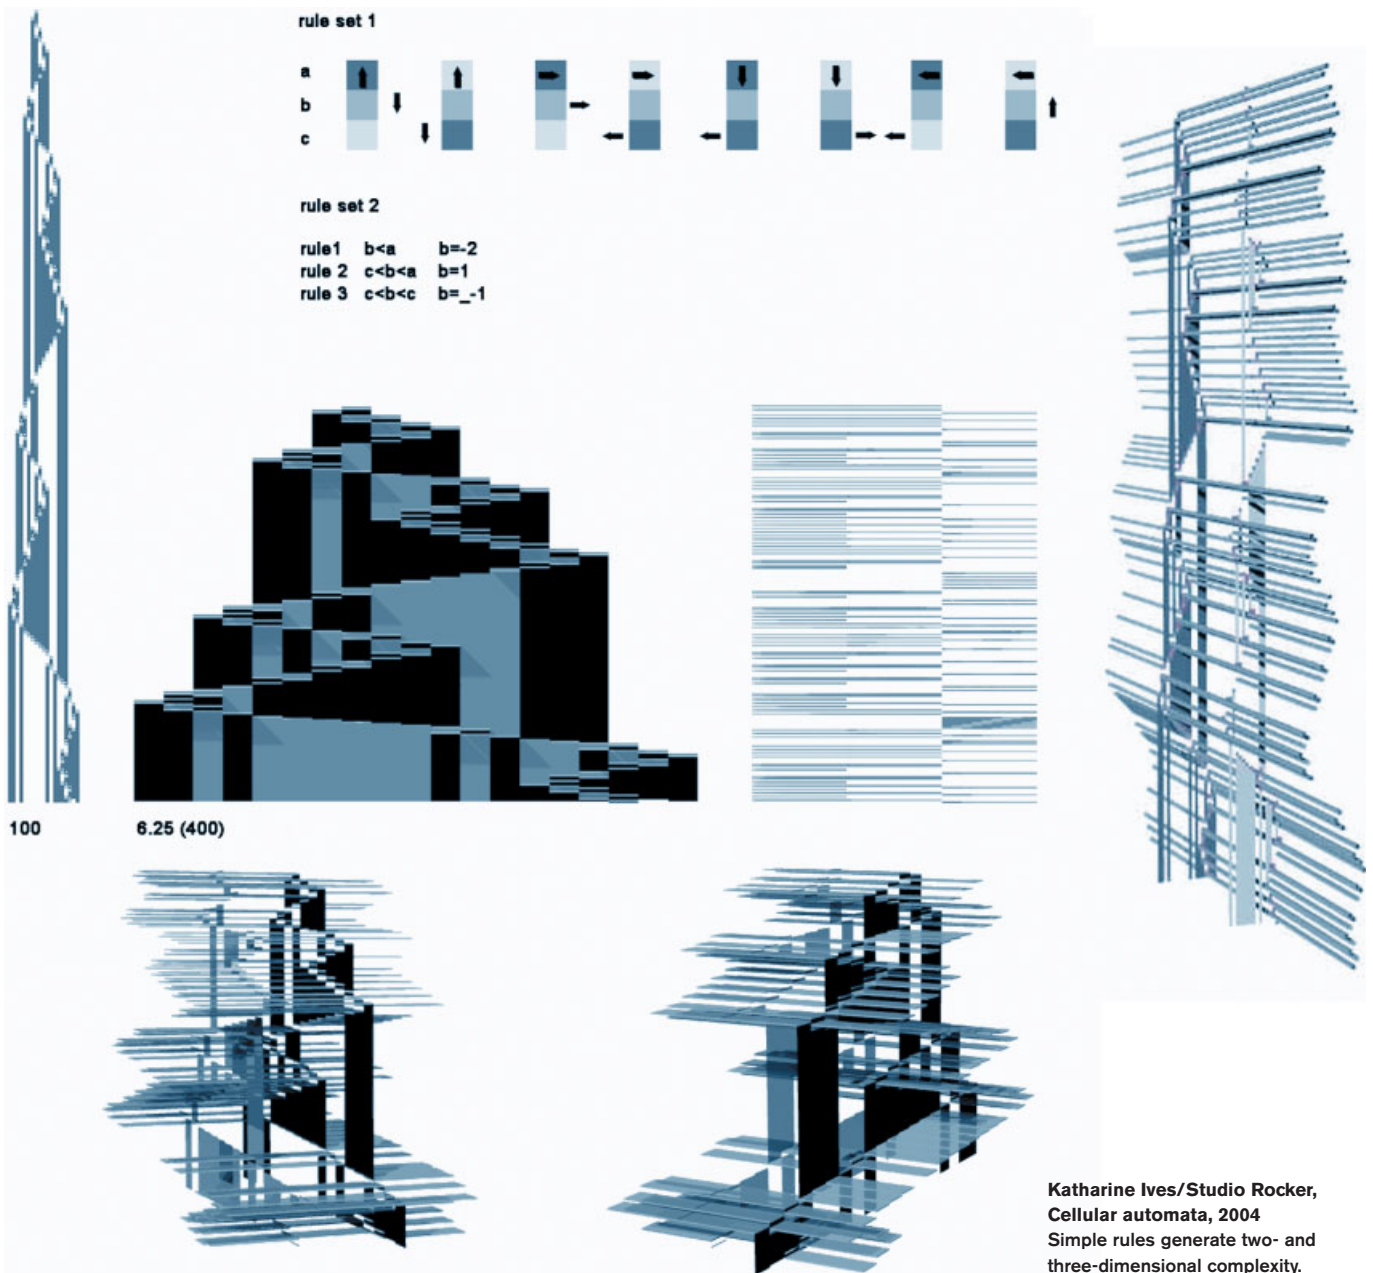 rule set 1
a
b
c
rule set 2
rule1 b<a b=-2
rule 2 c<b<a b=1
rule 3 c<b<c b=_-1
100
6.25 (400)
Katharine Ives/Studio Rocker,
Cellular automata, 2004
Simple rules generate two- and
three-dimensional complexity.